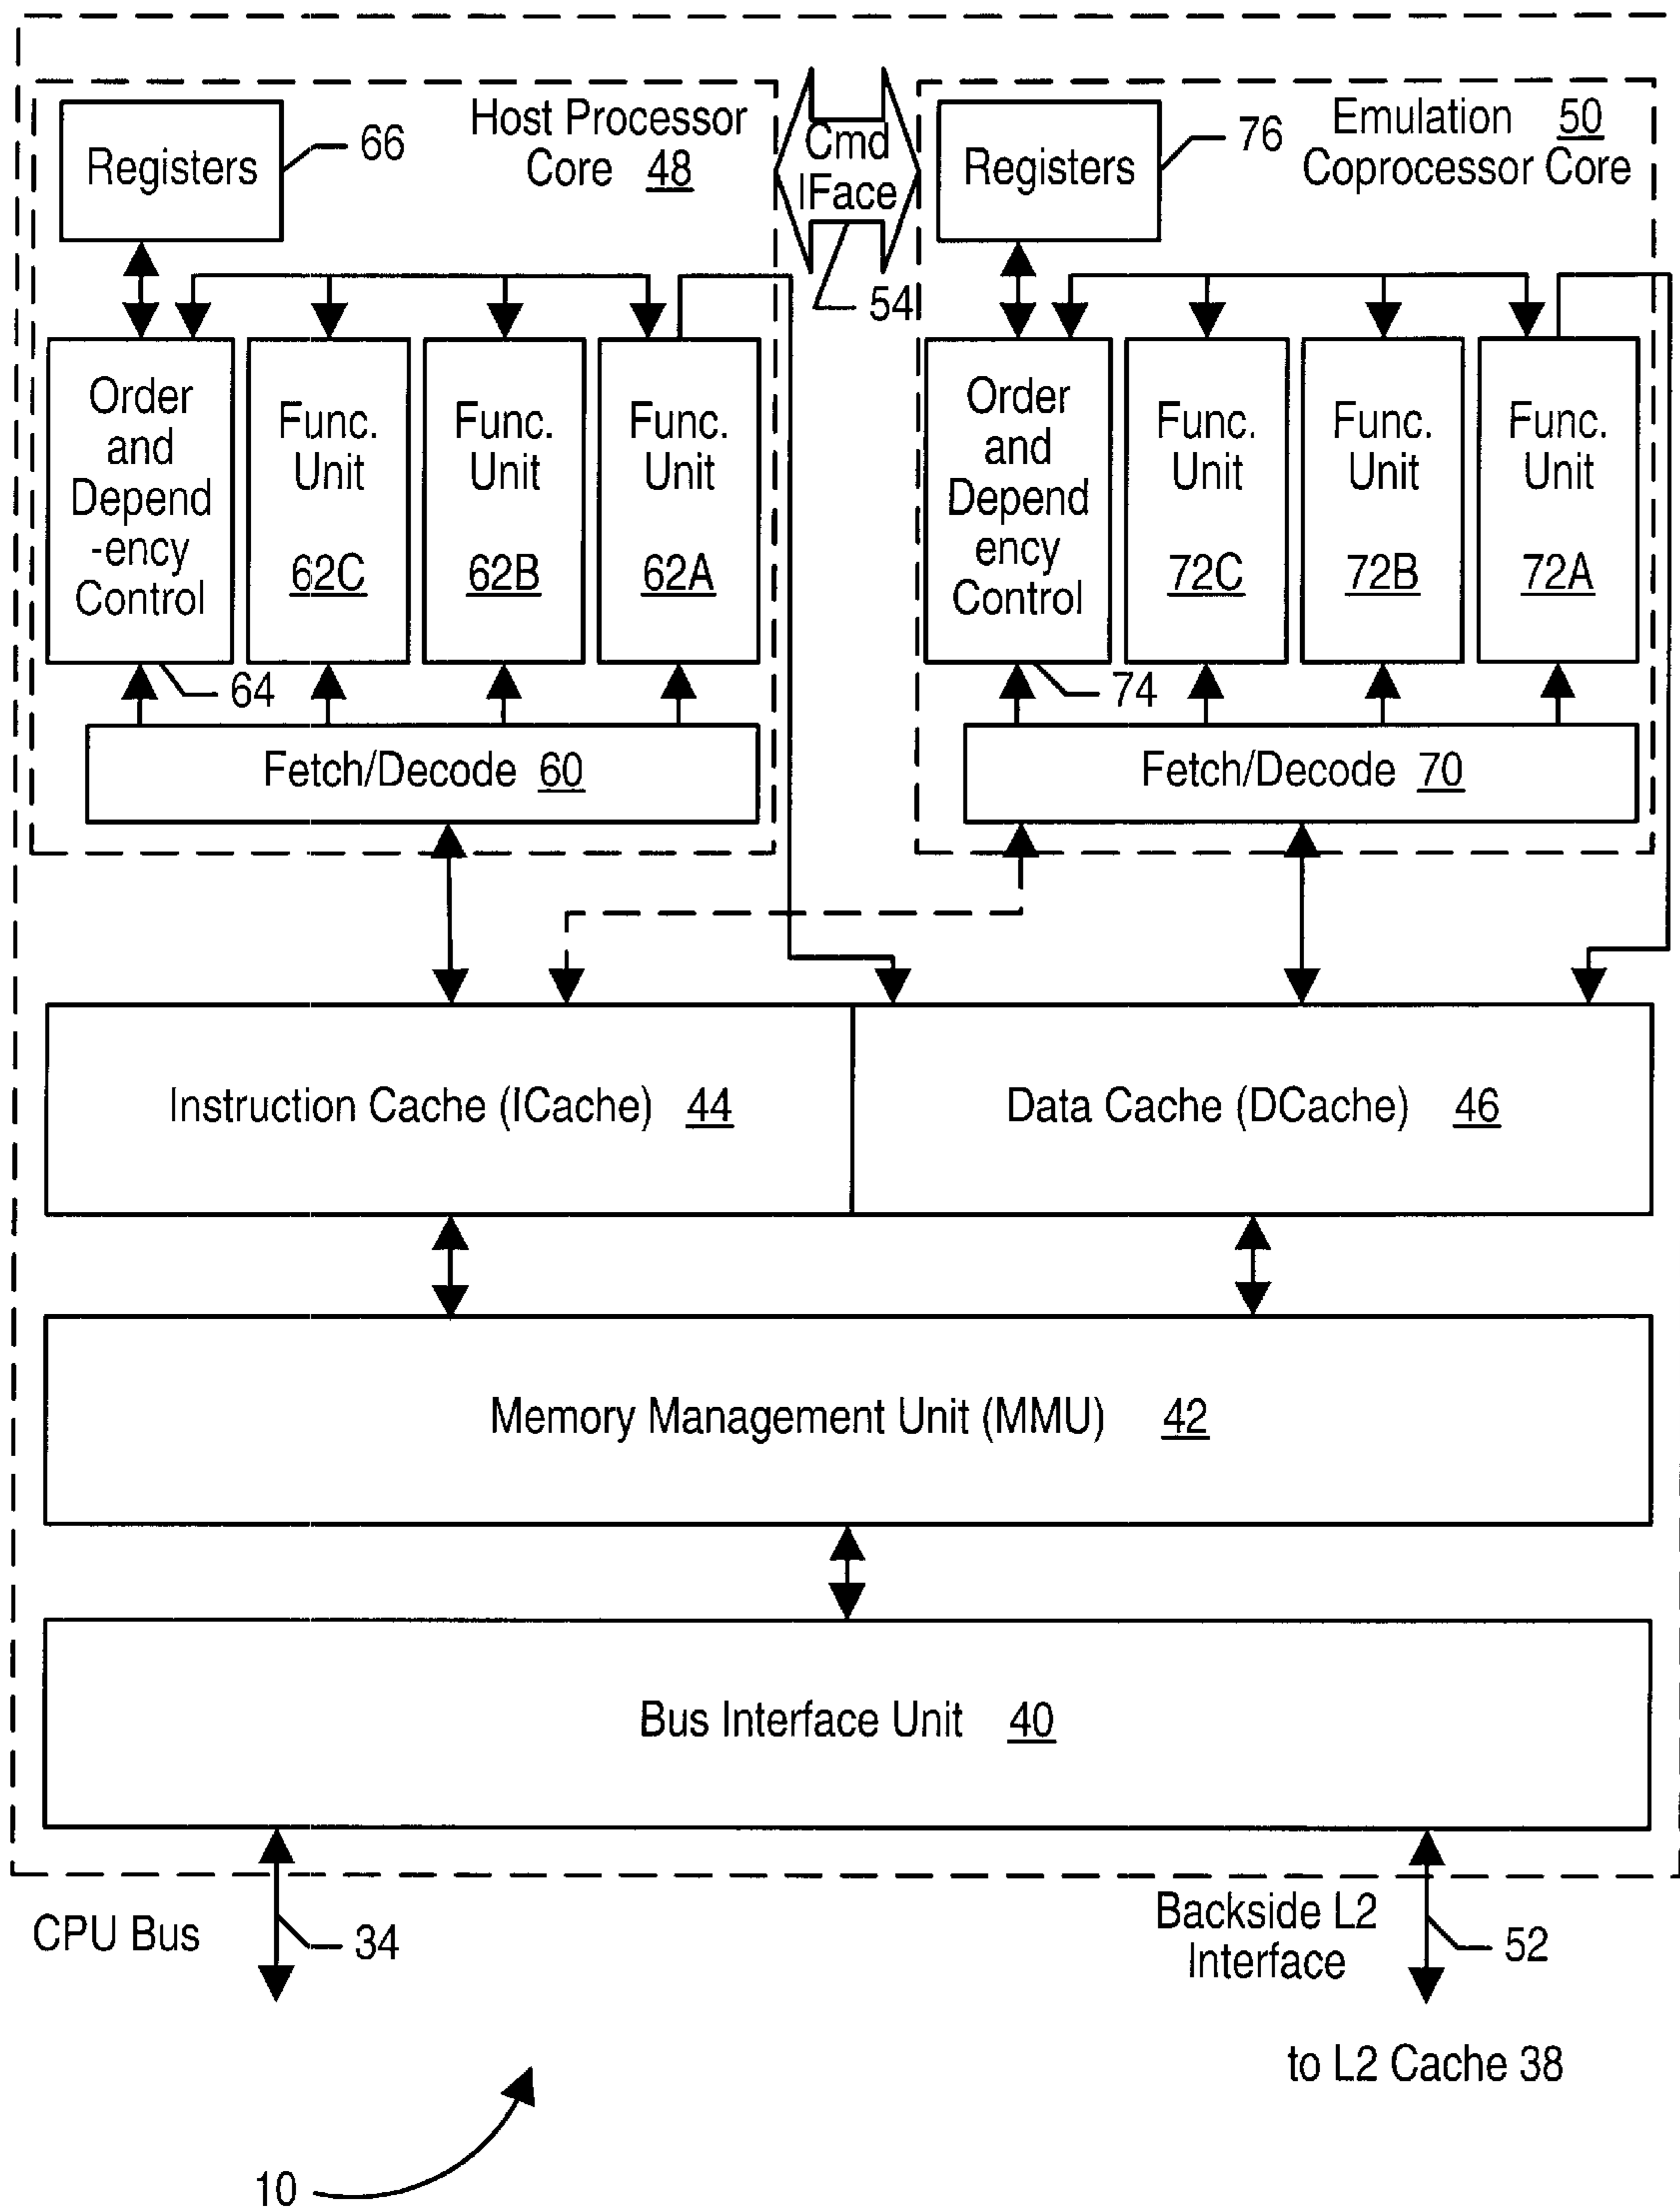 Host Processor
Core 48
Registers
66
Cmd
IFace
54
Emulation 50
Coprocessor Core
Registers
76
Order
and
Depend
-ency
Control
Func.
Unit
62C
Func.
Unit
62B
Func.
Unit
62A
64
Fetch/Decode 60
Order
and
Depend
ency
Control
Func.
Unit
72C
Func.
Unit
72B
Func.
Unit
72A
74
Fetch/Decode 70
Instruction Cache (ICache) 44
Data Cache (DCache) 46
Memory Management Unit (MMU) 42
Bus Interface Unit 40
CPU Bus
34
Backside L2
Interface
52
to L2 Cache 38
10